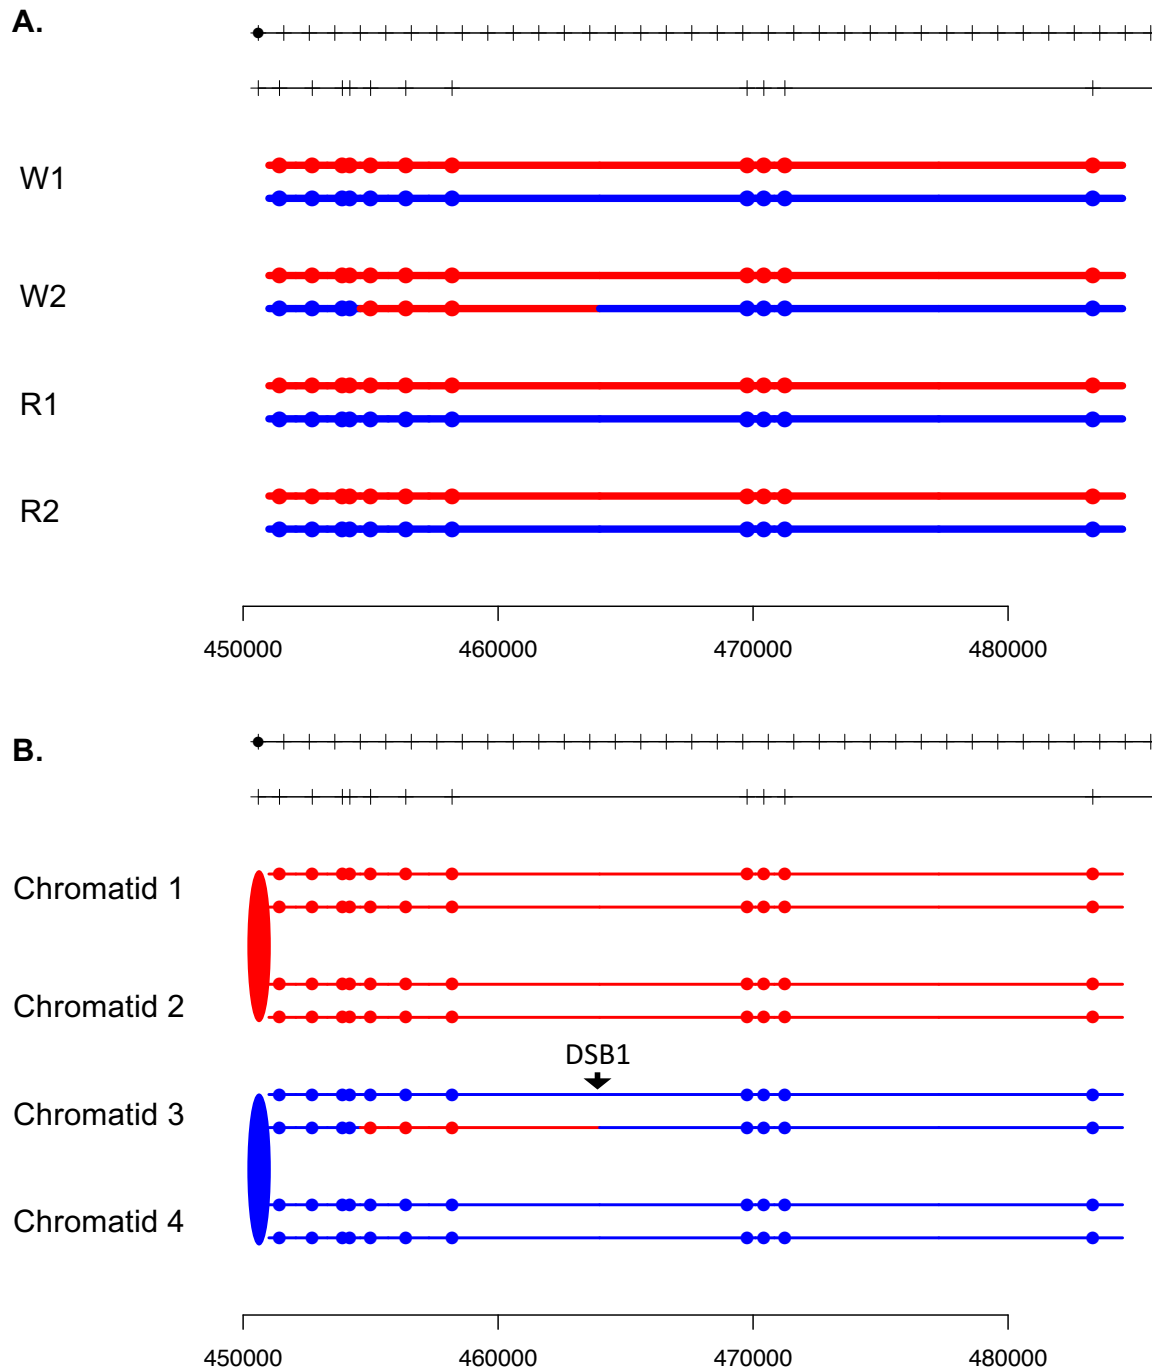 A.
W1
W2
R1
R2
450000 460000 470000 480000
B.
Chromatid 1
Chromatid 2
DSB1
Chromatid 3
Chromatid 4
450000 460000 470000 480000